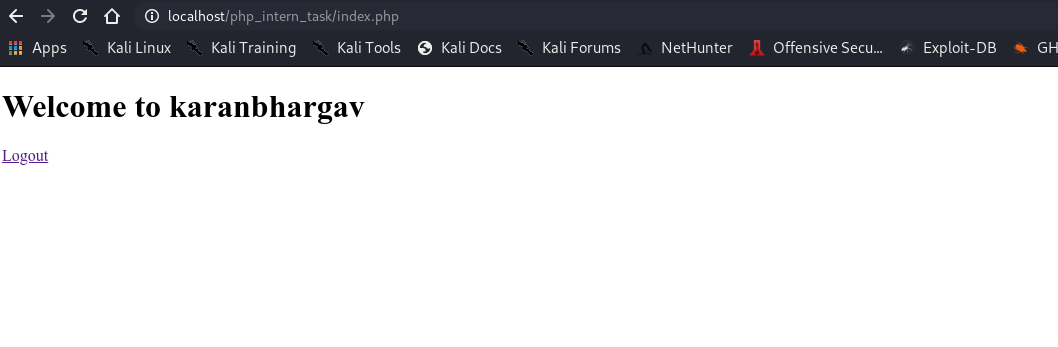 localhost/php_intern_task/index.php
Apps Kali Linux Kali Training Kali Tools Kali Docs Kali Forums NetHunter Offensive Secu... Exploit-DB GH
Welcome to karanbhargav
Logout